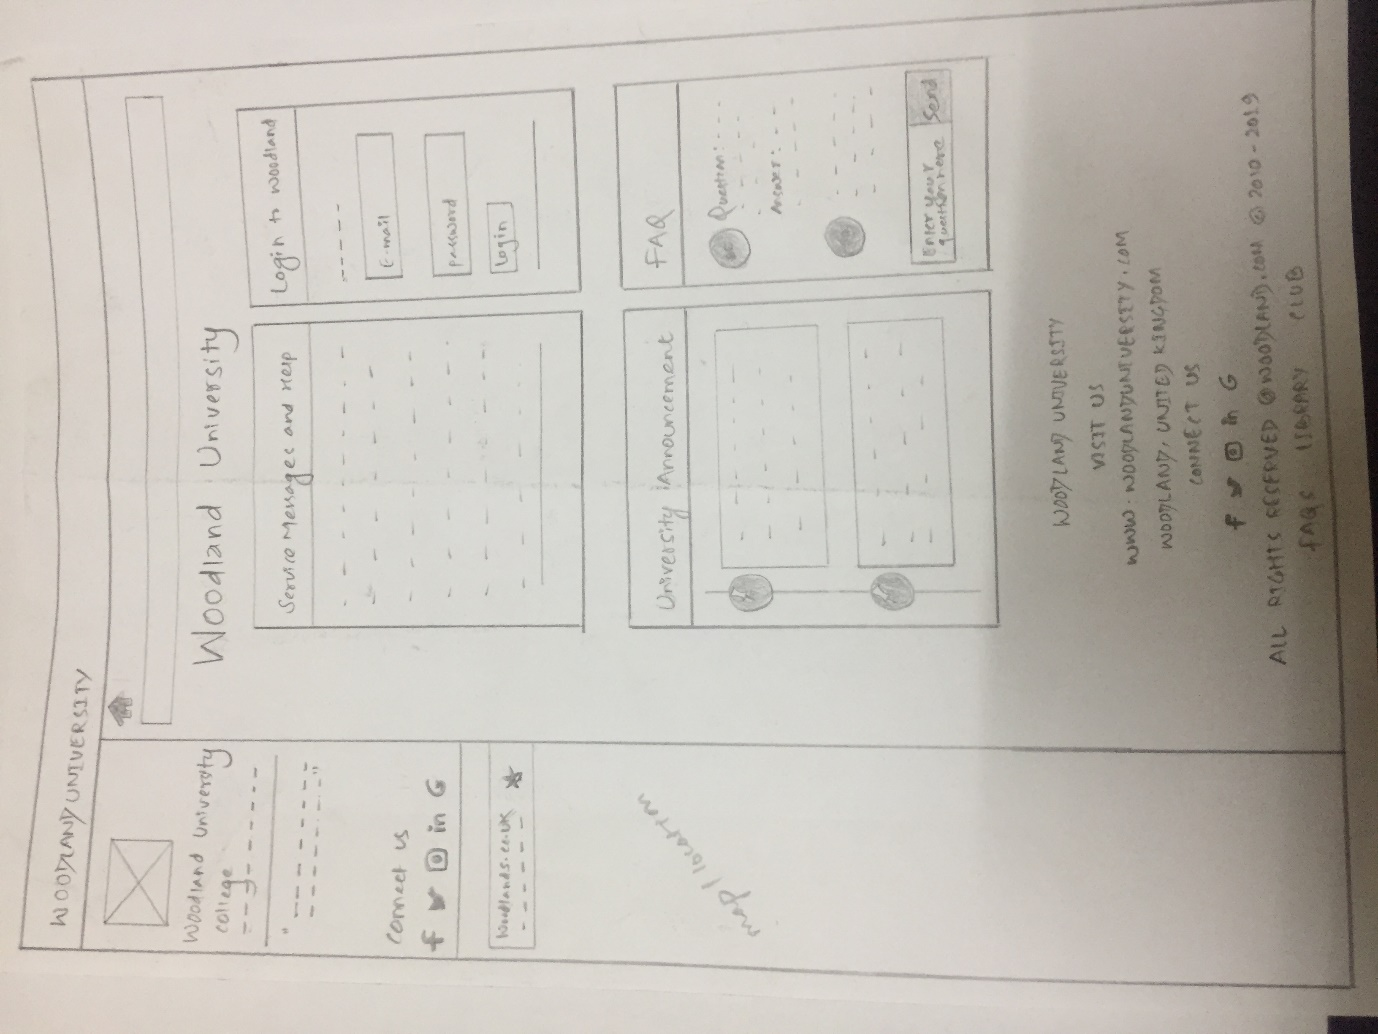 WOODLAND UNIVERSITY
Woodland University
college
Connect us
f in G
Woodlands.co.uk
map / location
Woodland University
Service Messages and Help
Login to Woodland
E-mail
Password
Login
University Announcement
FAQ
Question:
Answer:
Enter your
question here
Send
WOODLAND UNIVERSITY
VISIT US
WWW.WOODLANDUNIVERSITY.COM
WOODLAND, UNITED KINGDOM
CONNECT US
f in G
ALL RIGHTS RESERVED @WOODLAND.COM © 2010-2019
FAQS LIBRARY CLUB